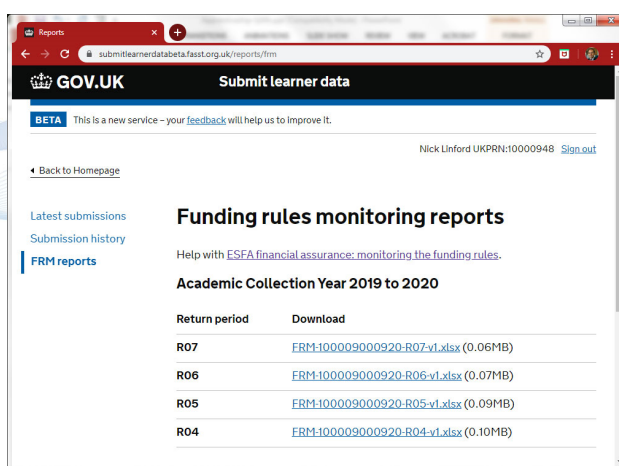 Reports
submitlearnerdatabeta.fasst.org.uk/reports/frm
GOV.UK Submit learner data
BETA This is a new service – your feedback will help us to improve it.
Nick Linford UKPRN:10000948 Sign out
Back to Homepage
Latest submissions
Submission history
FRM reports
Funding rules monitoring reports
Help with ESFA financial assurance: monitoring the funding rules.
Academic Collection Year 2019 to 2020
Return period Download
R07 FRM-100009000920-R07-v1.xlsx (0.06MB)
R06 FRM-100009000920-R06-v1.xlsx (0.07MB)
R05 FRM-100009000920-R05-v1.xlsx (0.09MB)
R04 FRM-100009000920-R04-v1.xlsx (0.10MB)